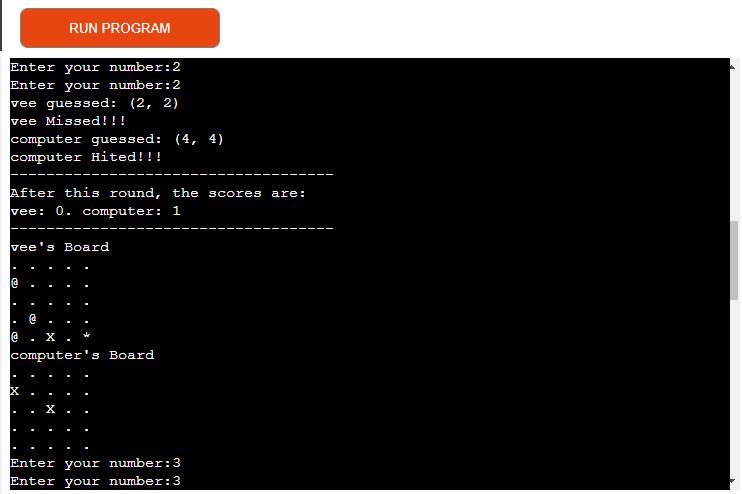 RUN PROGRAM
Enter your number:2
Enter your number:2
vee guessed: (2, 2)
vee Missed!!!
computer guessed: (4, 4)
computer Hited!!!
------------------------------------
After this round, the scores are:
vee: 0. computer: 1
------------------------------------
vee's Board
. . . . .
@ . . . .
. . . . .
. @ . . .
@ . X . *
computer's Board
. . . . .
X . . . .
. . X . .
. . . . .
. . . . .
Enter your number:3
Enter your number:3